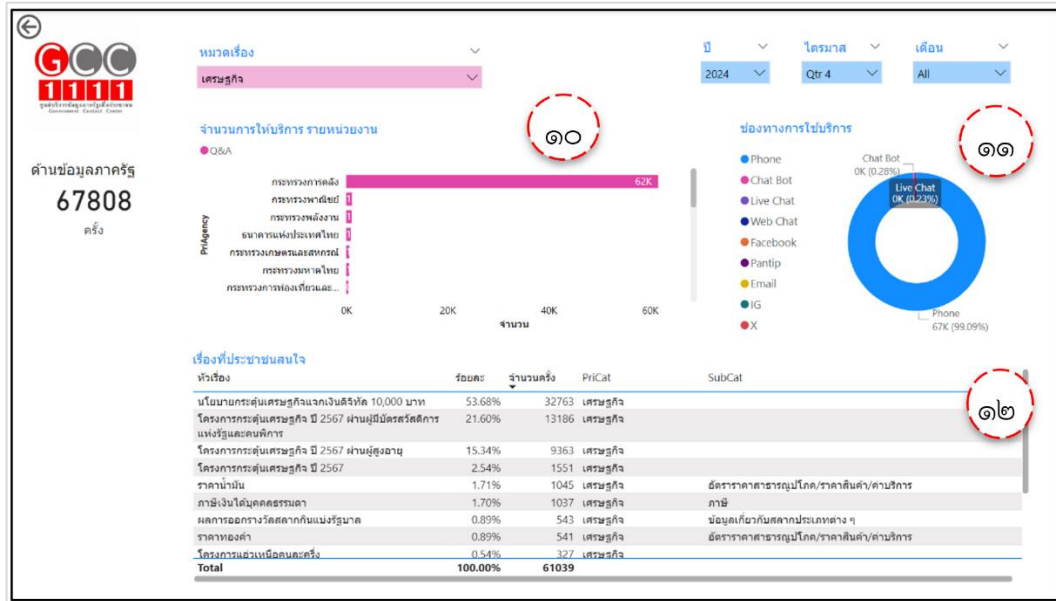 GCC
1111
ศูนย์บริการข้อมูลภาครัฐเพื่อประชาชน
Government Contact Center
ด้านข้อมูลภาครัฐ
67808
ครั้ง
หมวดเรื่อง
เศรษฐกิจ
ปี
2024
ไตรมาส
Qtr 4
เดือน
All
จำนวนการให้บริการ รายหน่วยงาน
๑๐
Q&A
PriAgency
กระทรวงการคลัง 62K
กระทรวงพาณิชย์ 1
กระทรวงพลังงาน 1
ธนาคารแห่งประเทศไทย 1
กระทรวงเกษตรและสหกรณ์
กระทรวงมหาดไทย
กระทรวงการท่องเที่ยวและ...
0K 20K 40K 60K
จำนวน
ช่องทางการใช้บริการ
๑๑
Phone
Chat Bot
Live Chat
Web Chat
Facebook
Pantip
Email
IG
X
Chat Bot
0K (0.28%)
Live Chat
0K (0.23%)
Phone
67K (99.09%)
เรื่องที่ประชาชนสนใจ
๑๒
หัวเรื่อง ร้อยละ จำนวนครั้ง PriCat SubCat
นโยบายกระตุ้นเศรษฐกิจแจกเงินดิจิทัล 10,000 บาท 53.68% 32763 เศรษฐกิจ
โครงการกระตุ้นเศรษฐกิจ ปี 2567 ผ่านผู้มีบัตรสวัสดิการ 21.60% 13186 เศรษฐกิจ
แห่งรัฐและคนพิการ
โครงการกระตุ้นเศรษฐกิจ ปี 2567 ผ่านผู้สูงอายุ 15.34% 9363 เศรษฐกิจ
โครงการกระตุ้นเศรษฐกิจ ปี 2567 2.54% 1551 เศรษฐกิจ
ราคาน้ำมัน 1.71% 1045 เศรษฐกิจ อัตราราคาสาธารณูปโภค/ราคาสินค้า/ค่าบริการ
ภาษีเงินได้บุคคลธรรมดา 1.70% 1037 เศรษฐกิจ ภาษี
ผลการออกรางวัลสลากกินแบ่งรัฐบาล 0.89% 543 เศรษฐกิจ ข้อมูลเกี่ยวกับสลากประเภทต่าง ๆ
ราคาทองคำ 0.89% 541 เศรษฐกิจ อัตราราคาสาธารณูปโภค/ราคาสินค้า/ค่าบริการ
โครงการแอ่วเหนือคนละครึ่ง 0.54% 327 เศรษฐกิจ
Total 100.00% 61039